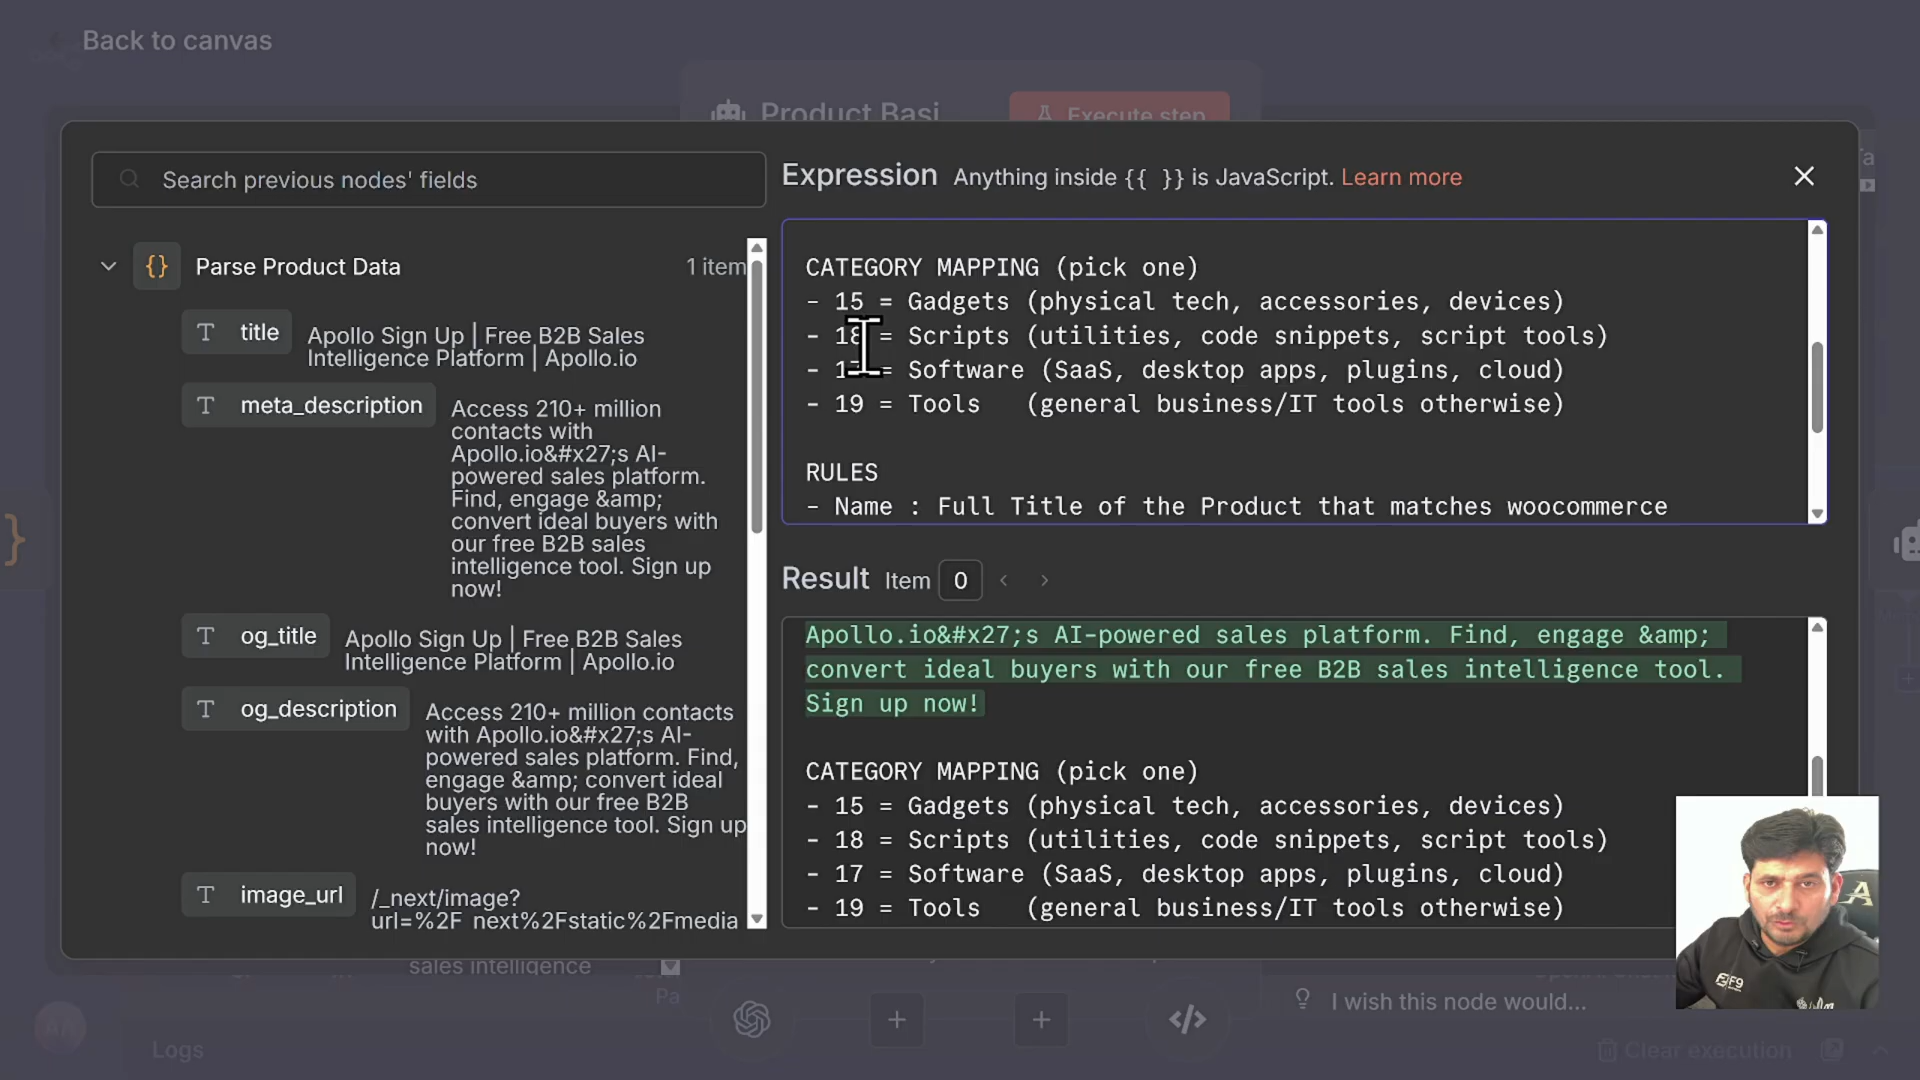 Back to canvas
Product Basi
Execute step
Search previous nodes' fields
Expression Anything inside {{ }} is JavaScript. Learn more
Parse Product Data 1 item
T title Apollo Sign Up | Free B2B Sales
Intelligence Platform | Apollo.io
T meta_description Access 210+ million
contacts with
Apollo.io&#x27;s AI-
powered sales platform.
Find, engage &amp;
convert ideal buyers with
our free B2B sales
intelligence tool. Sign up
now!
T og_title Apollo Sign Up | Free B2B Sales
Intelligence Platform | Apollo.io
T og_description Access 210+ million contacts
with Apollo.io&#x27;s AI-
powered sales platform. Find,
engage &amp; convert ideal
buyers with our free B2B
sales intelligence tool. Sign up
now!
T image_url /_next/image?
url=%2F_next%2Fstatic%2Fmedia
CATEGORY MAPPING (pick one)
- 15 = Gadgets (physical tech, accessories, devices)
- 18 = Scripts (utilities, code snippets, script tools)
- = Software (SaaS, desktop apps, plugins, cloud)
- 19 = Tools (general business/IT tools otherwise)
RULES
- Name : Full Title of the Product that matches woocommerce
Result Item 0
Apollo.io&#x27;s AI-powered sales platform. Find, engage &amp;
convert ideal buyers with our free B2B sales intelligence tool.
Sign up now!
CATEGORY MAPPING (pick one)
- 15 = Gadgets (physical tech, accessories, devices)
- 18 = Scripts (utilities, code snippets, script tools)
- 17 = Software (SaaS, desktop apps, plugins, cloud)
- 19 = Tools (general business/IT tools otherwise)
sales intelligence
Pa
I wish this node would...
Logs
Clear execution